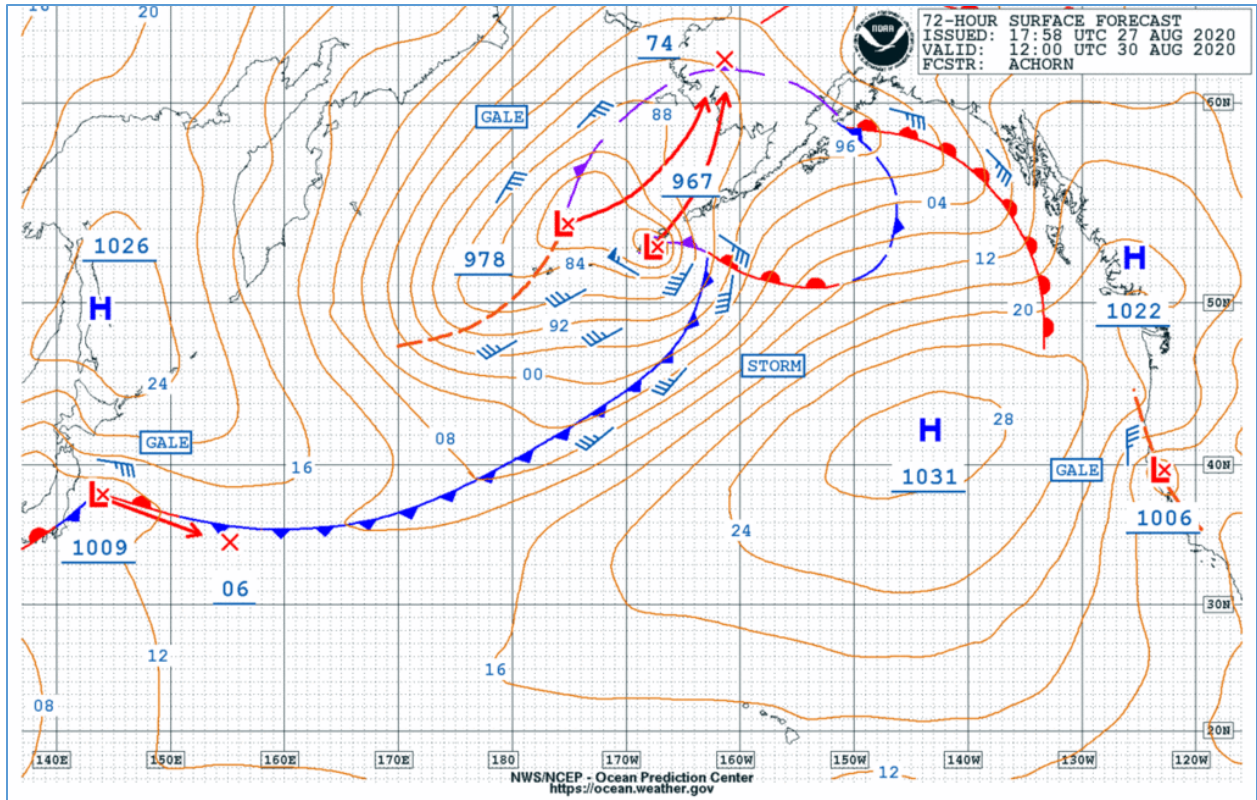 16
20
NOAA
72-HOUR SURFACE FORECAST
ISSUED: 17:58 UTC 27 AUG 2020
VALID: 12:00 UTC 30 AUG 2020
FCSTR: ACHORN
74
60N
GALE
88
96
967
04
1026
L
L
H
978
84
12
H
50N
20
1022
92
24
STORM
00
28
08
H
GALE
16
1031
GALE
40N
L
L
1009
24
1006
06
30N
12
16
08
20N
140E
150E
160E
170E
180
170W
160W
150W
140W
130W
120W
12
NWS/NCEP - Ocean Prediction Center
https://ocean.weather.gov